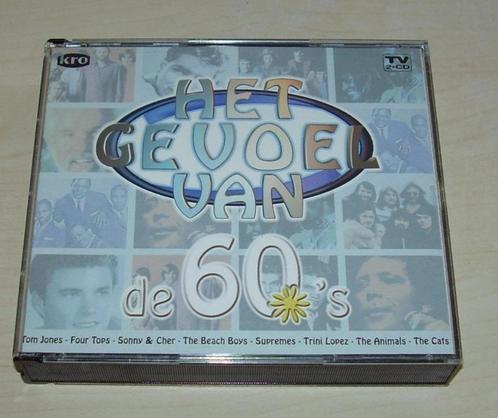 kro
TV
2-CD
HET
GEVOEL
VAN
de 60's
Tom Jones - Four Tops - Sonny & Cher - The Beach Boys - Supremes - Trini Lopez - The Animals - The Cats